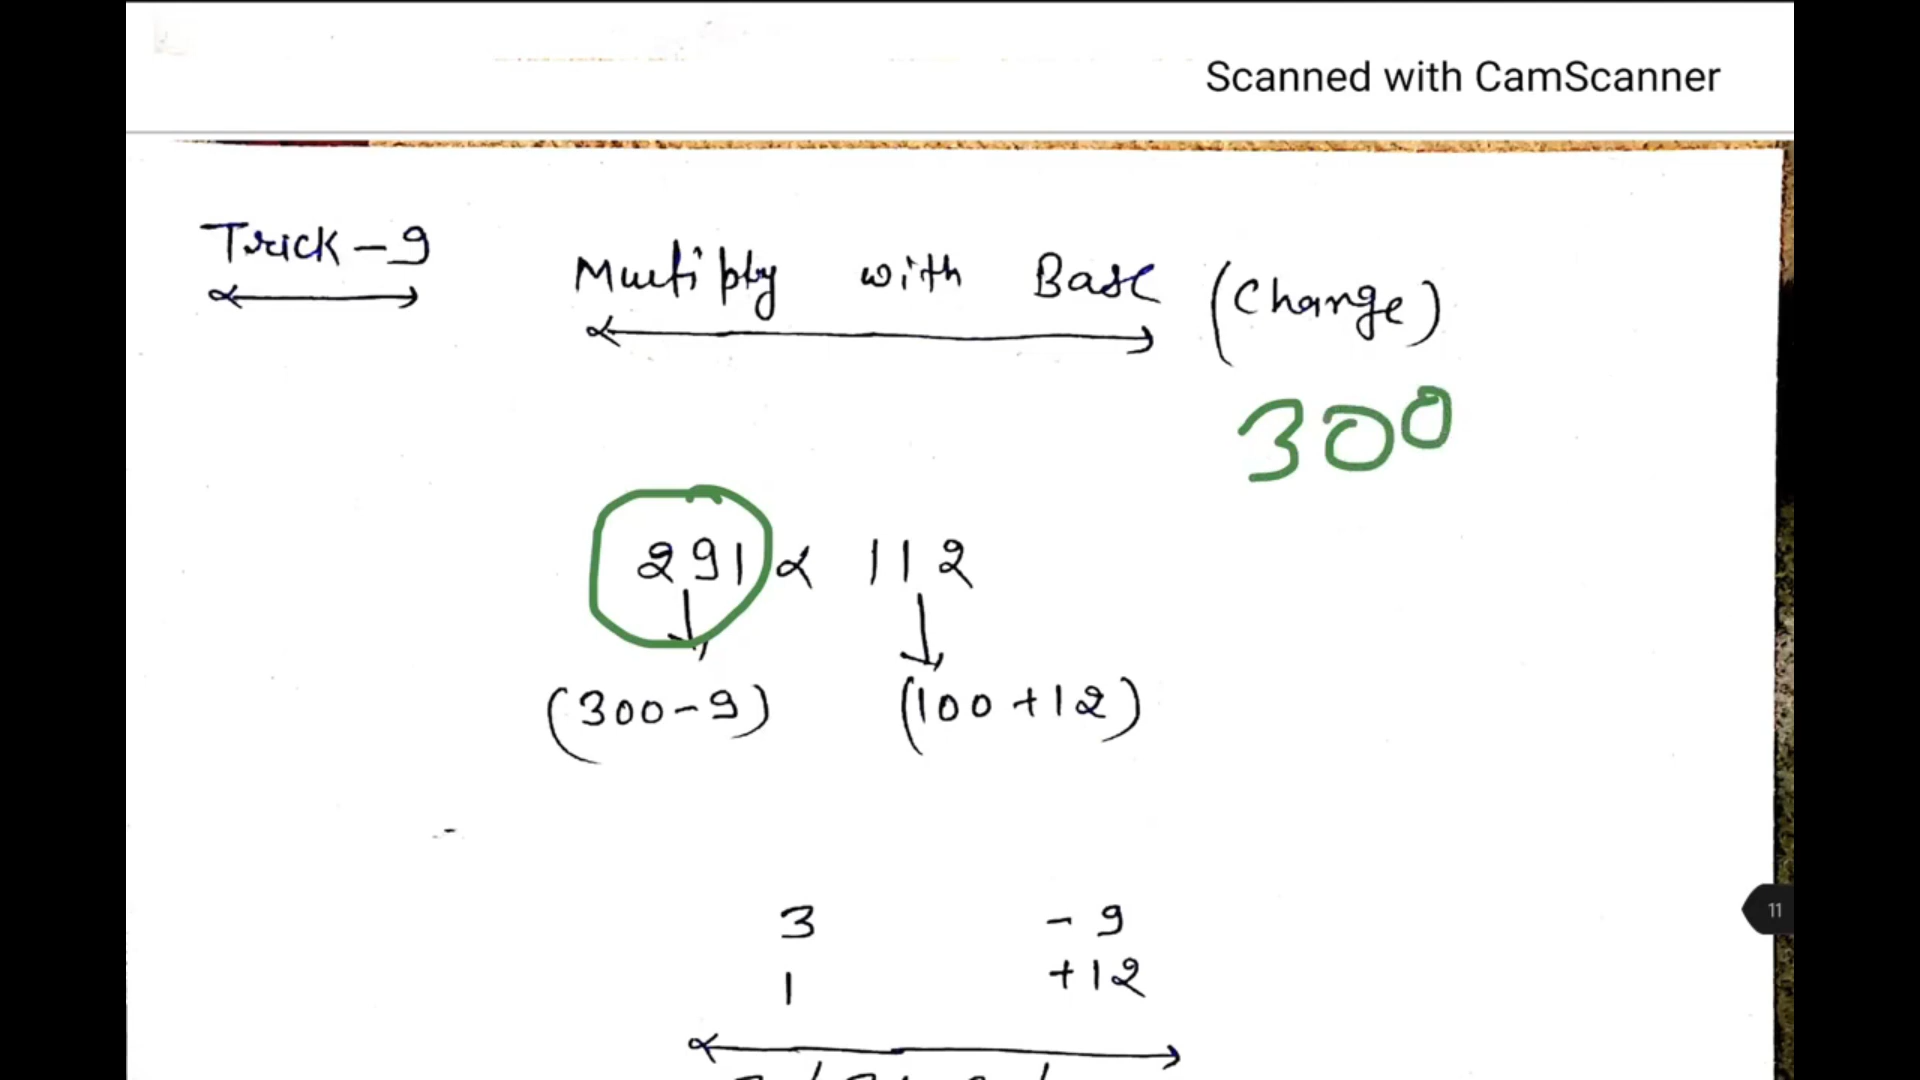 Scanned with CamScanner
Trick-9
Multiply with Base (Change)
300
291 × 112
(300-9) (100+12)
3 - 9
1 +12
11